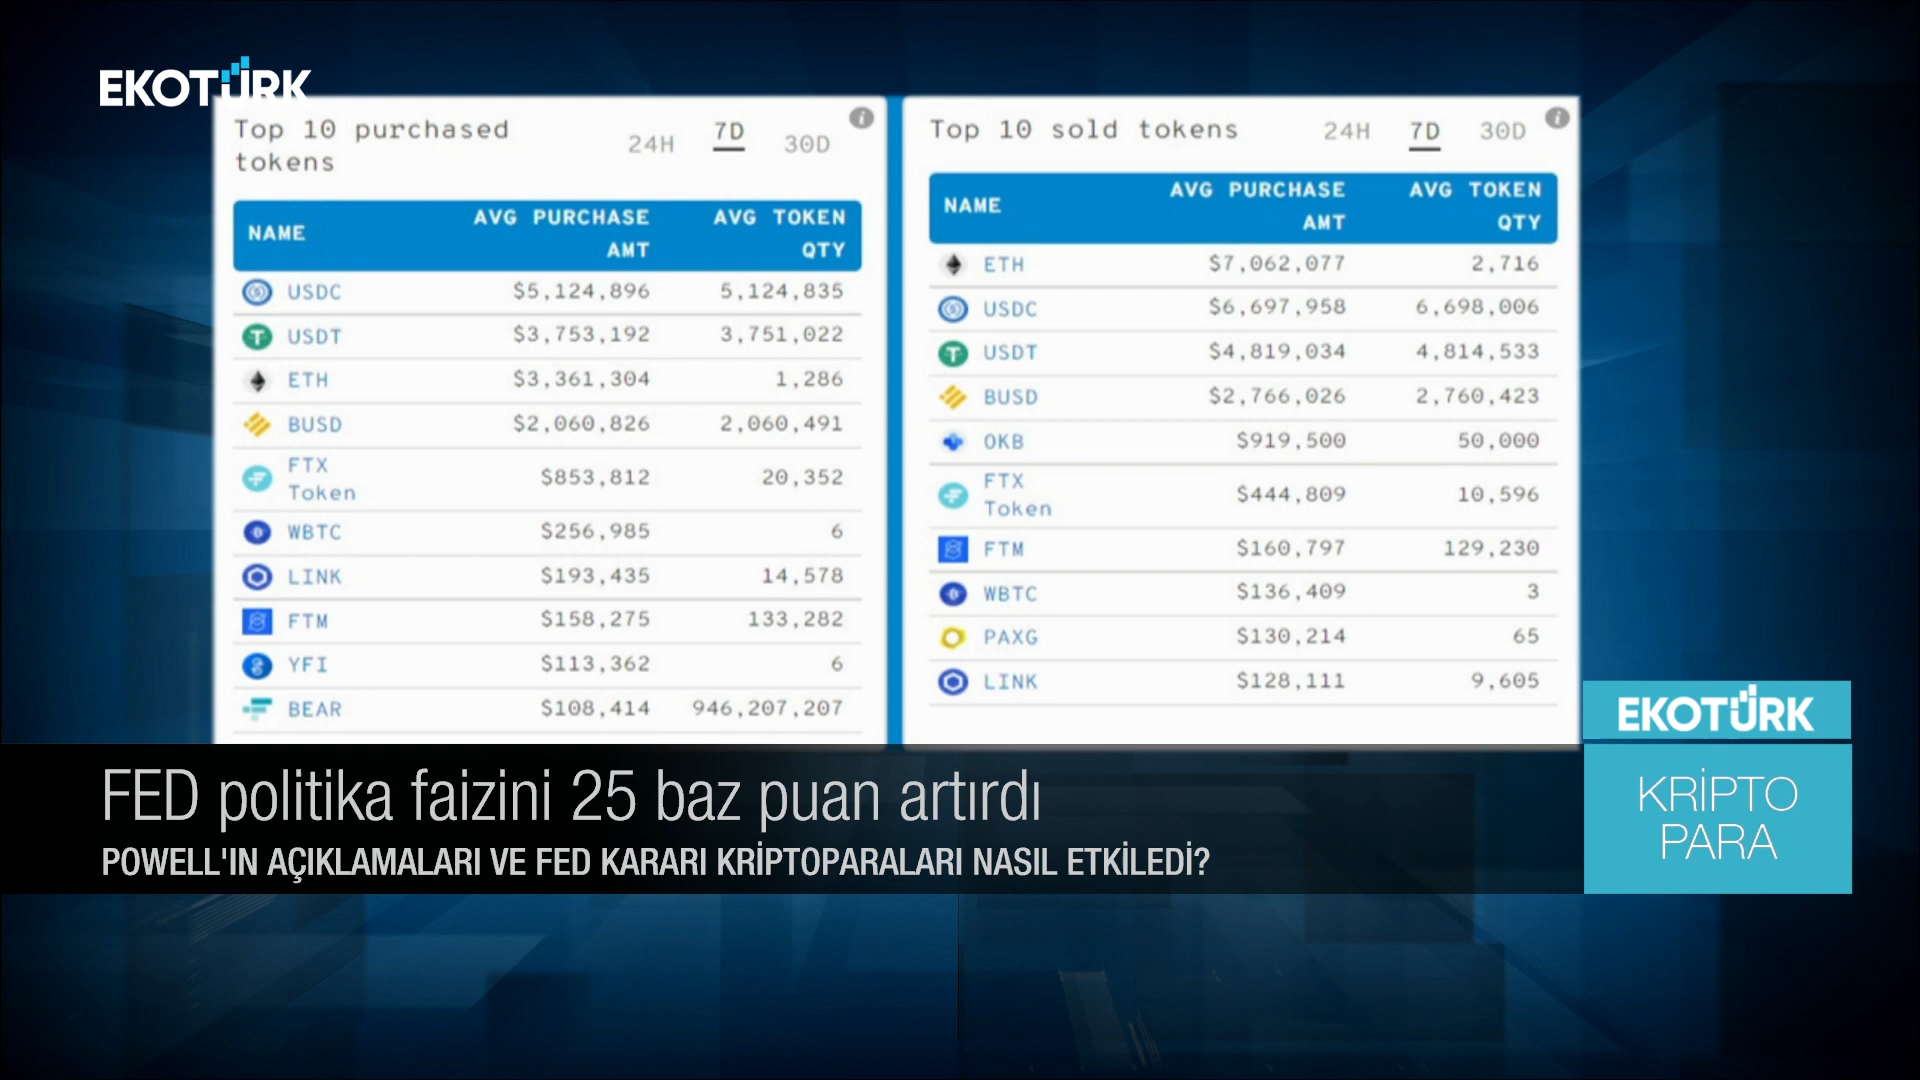 EKOTÜRK
Top 10 purchased
tokens
24H 7D 30D
NAME AVG PURCHASE AMT AVG TOKEN QTY
USDC $5,124,896 5,124,835
USDT $3,753,192 3,751,022
ETH $3,361,304 1,286
BUSD $2,060,826 2,060,491
FTX Token $853,812 20,352
WBTC $256,985 6
LINK $193,435 14,578
FTM $158,275 133,282
YFI $113,362 6
BEAR $108,414 946,207,207
Top 10 sold tokens 24H 7D 30D
NAME AVG PURCHASE AMT AVG TOKEN QTY
ETH $7,062,077 2,716
USDC $6,697,958 6,698,006
USDT $4,819,034 4,814,533
BUSD $2,766,026 2,760,423
OKB $919,500 50,000
FTX Token $444,809 10,596
FTM $160,797 129,230
WBTC $136,409 3
PAXG $130,214 65
LINK $128,111 9,605
EKOTÜRK
KRİPTO
PARA
FED politika faizini 25 baz puan artırdı
POWELL'IN AÇIKLAMALARI VE FED KARARI KRİPTOPARALARI NASIL ETKİLEDİ?